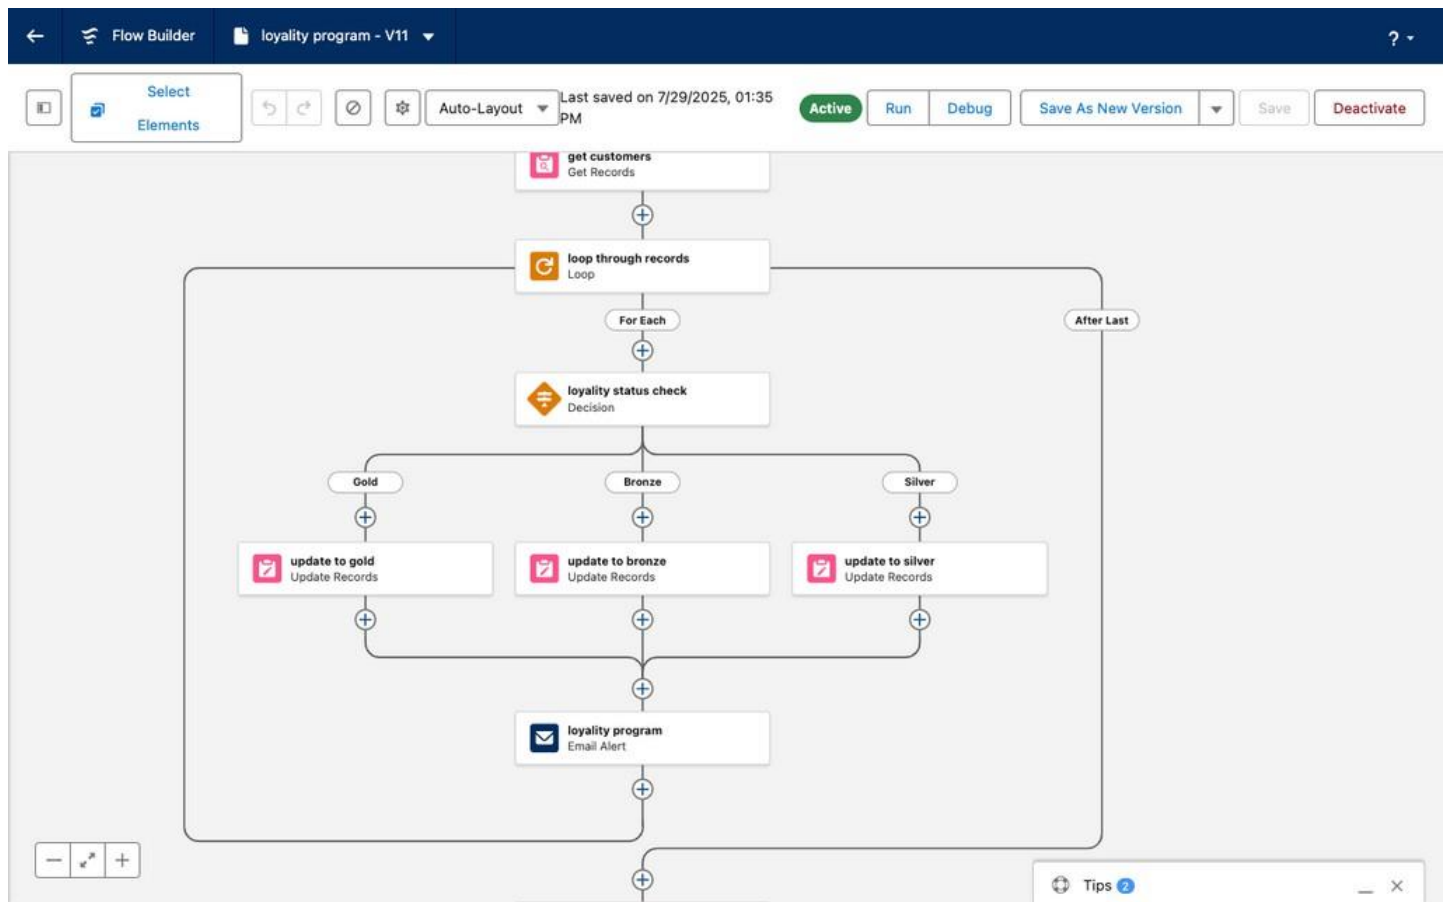 Flow Builder
loyality program - V11
? 
Select
Elements
Auto-Layout
Last saved on 7/29/2025, 01:35
PM
Active
Run
Debug
Save As New Version
Save
Deactivate
get customers
Get Records
loop through records
Loop
For Each
After Last
loyality status check
Decision
Gold
Bronze
Silver
update to gold
Update Records
update to bronze
Update Records
update to silver
Update Records
loyality program
Email Alert
Tips 2